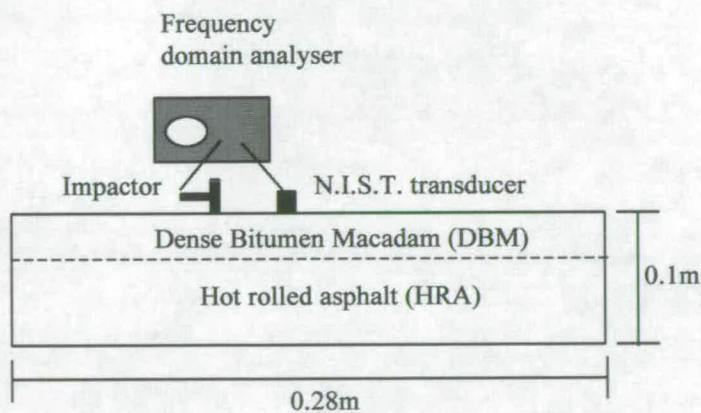 Frequency
domain analyser
Impactor
N.I.S.T. transducer
Dense Bitumen Macadam (DBM)
Hot rolled asphalt (HRA)
0.1m
0.28m